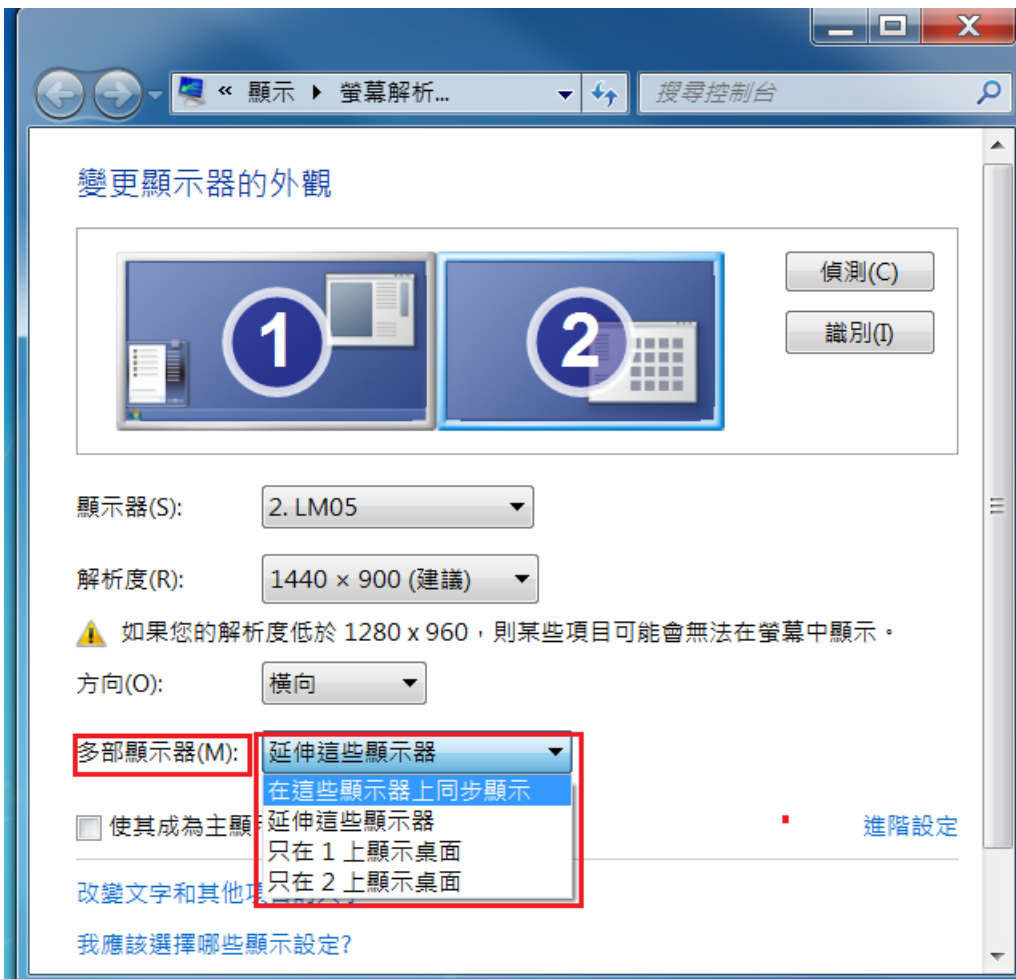 « 顯示 ▶ 螢幕解析... 搜尋控制台
變更顯示器的外觀
1 2
偵測(C)
識別(I)
顯示器(S): 2. LM05
解析度(R): 1440 × 900 (建議)
如果您的解析度低於 1280 x 960，則某些項目可能會無法在螢幕中顯示。
方向(O): 橫向
多部顯示器(M): 延伸這些顯示器
在這些顯示器上同步顯示
延伸這些顯示器
只在 1 上顯示桌面
只在 2 上顯示桌面
使其成為主顯 進階設定
改變文字和其他
我應該選擇哪些顯示設定?